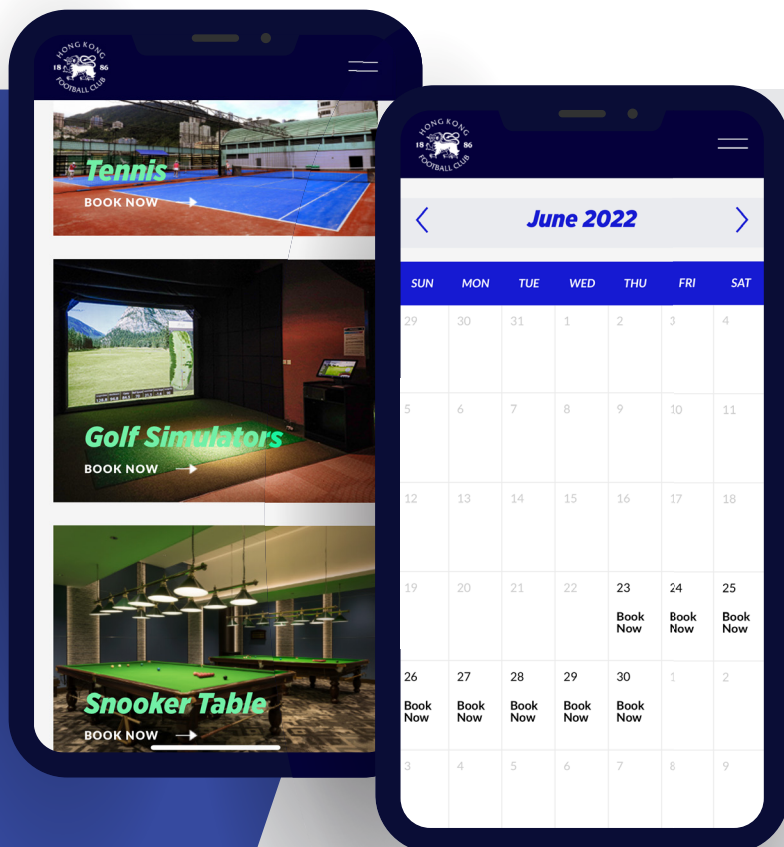 HONG KONG
18 86
FOOTBALL CLUB
Tennis
BOOK NOW
Golf Simulators
BOOK NOW
Snooker Table
BOOK NOW
HONG KONG
18 86
FOOTBALL CLUB
June 2022
SUN MON TUE WED THU FRI SAT
29 30 31 1 2 3 4
5 6 7 8 9 10 11
12 13 14 15 16 17 18
19 20 21 22 23 24 25
Book Book Book
Now Now Now
26 27 28 29 30 1 2
Book Book Book Book Book
Now Now Now Now Now
3 4 5 6 7 8 9